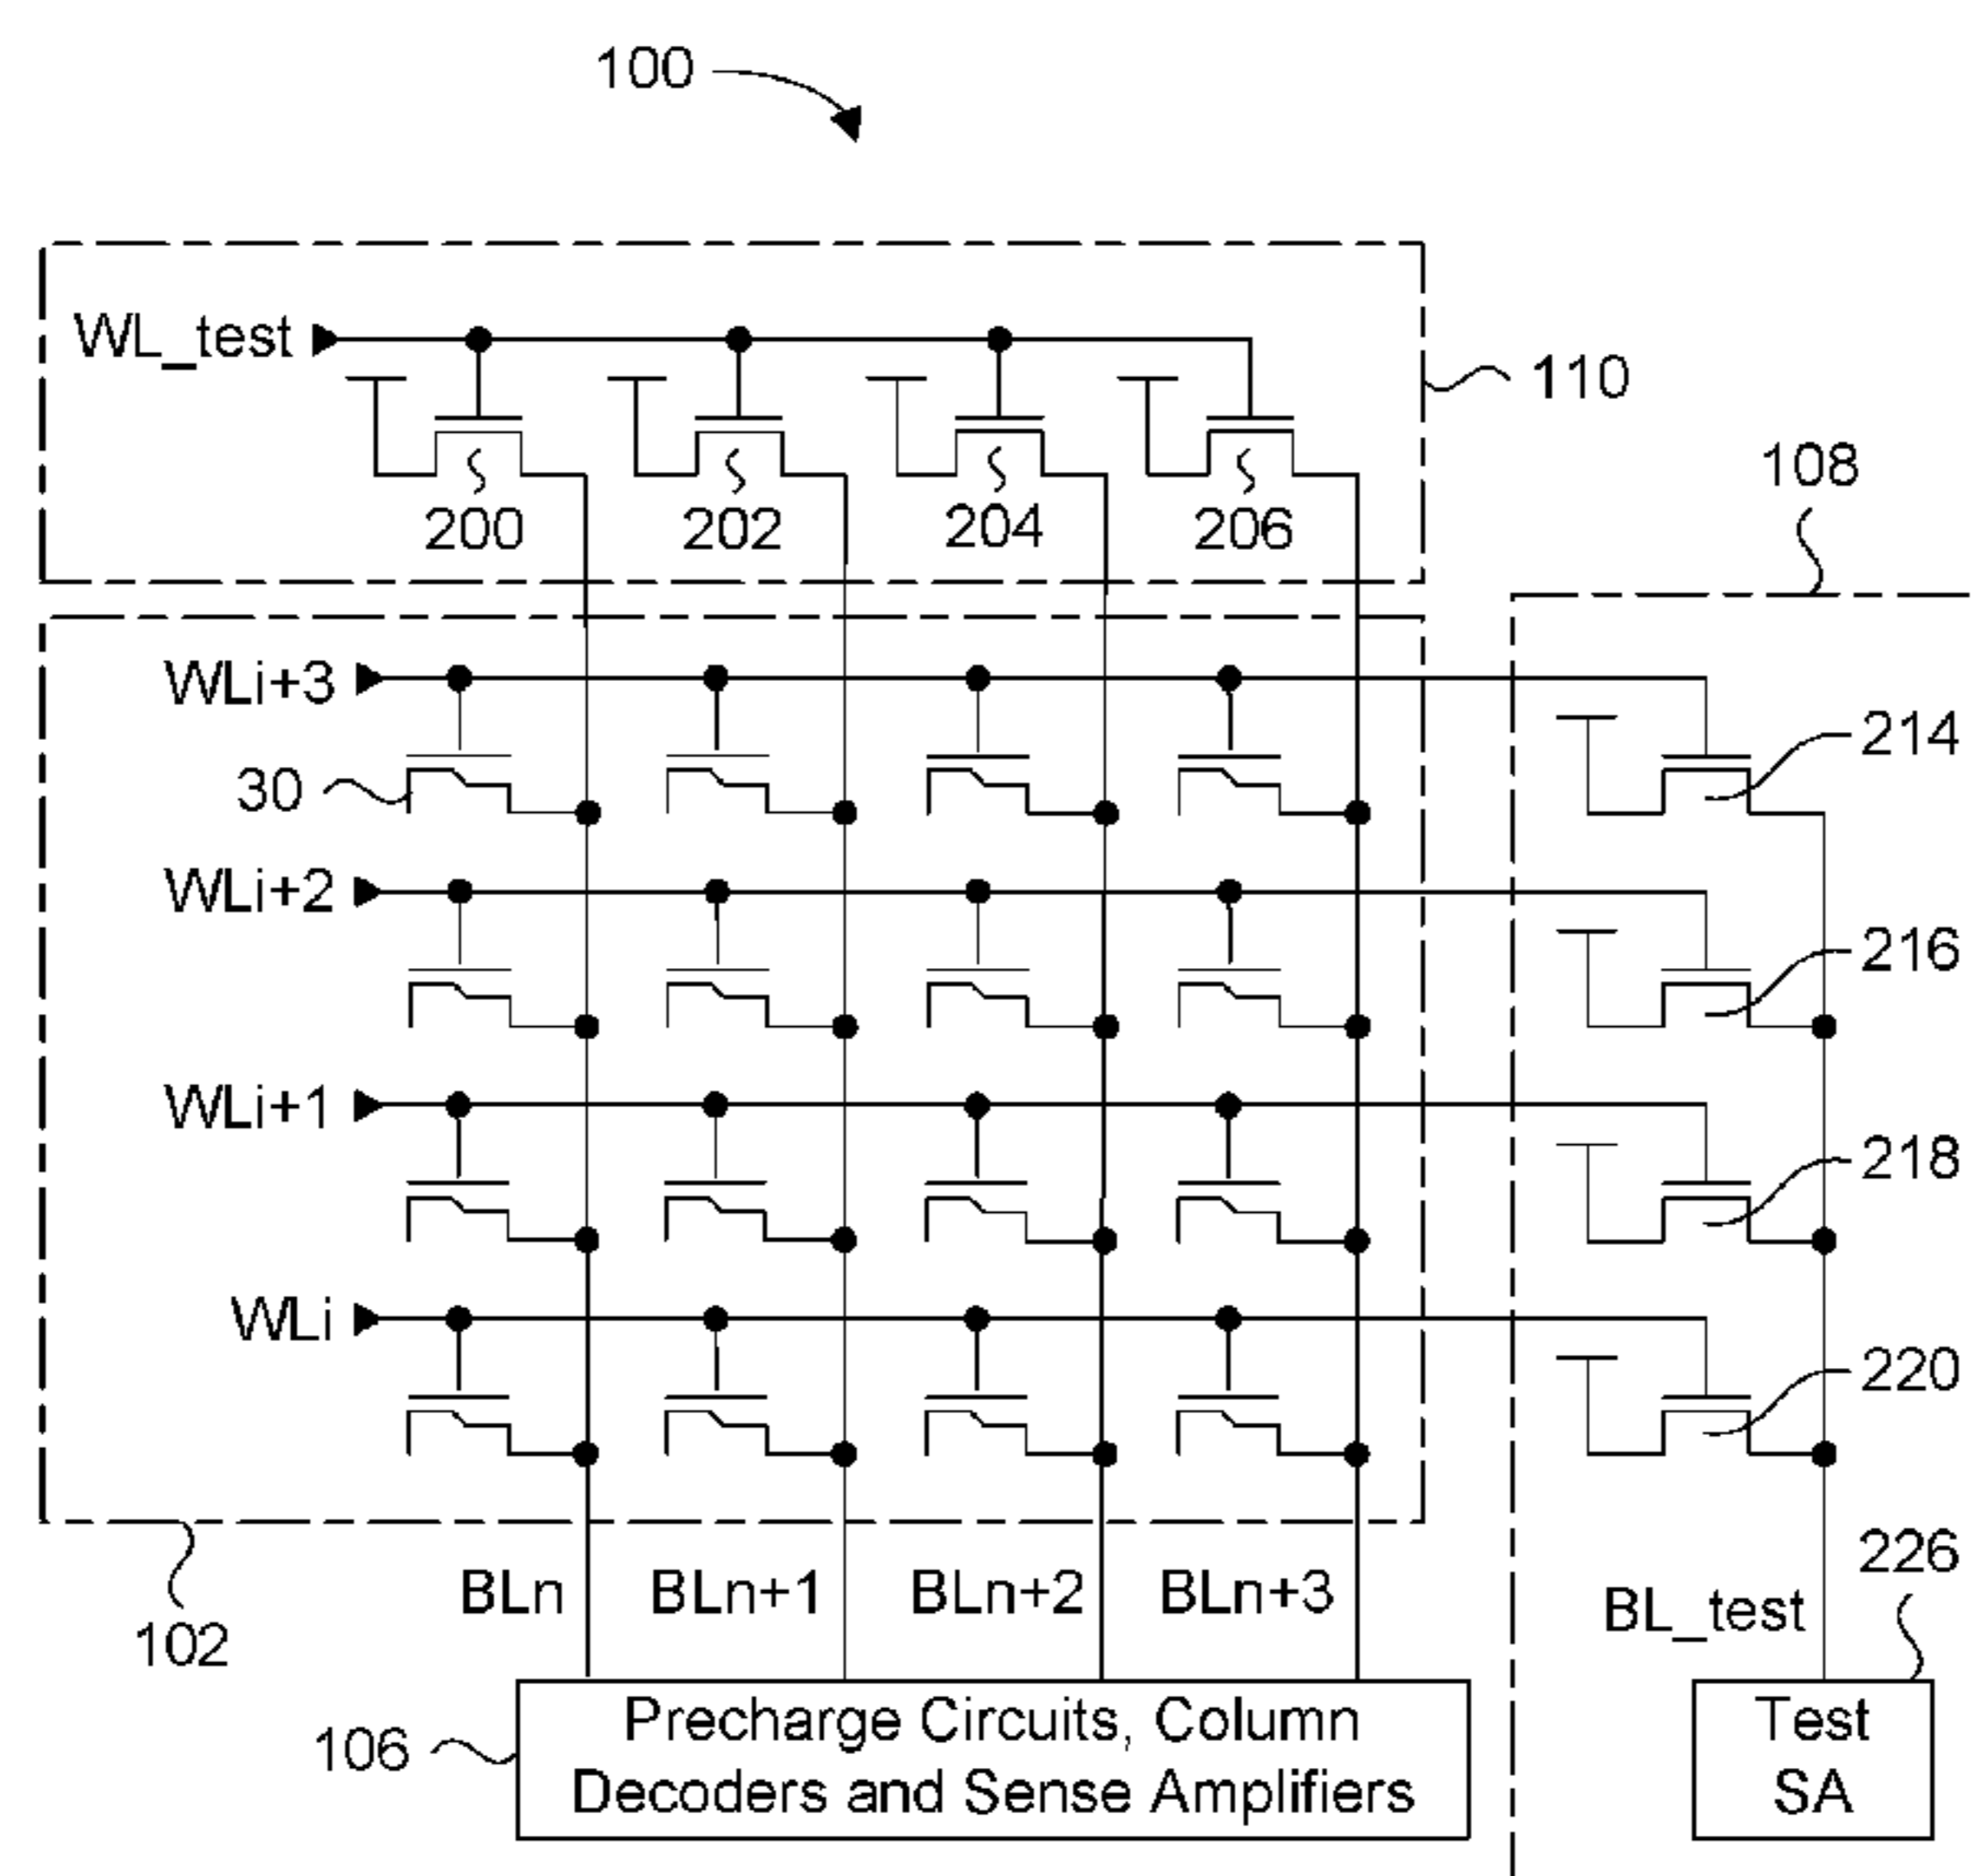 100
WL_test
110
200
202
204
206
108
WLi+3
30
214
WLi+2
216
WLi+1
218
WLi
220
102
BLn
BLn+1
BLn+2
BLn+3
BL_test
226
106
Precharge Circuits, Column
Decoders and Sense Amplifiers
Test
SA